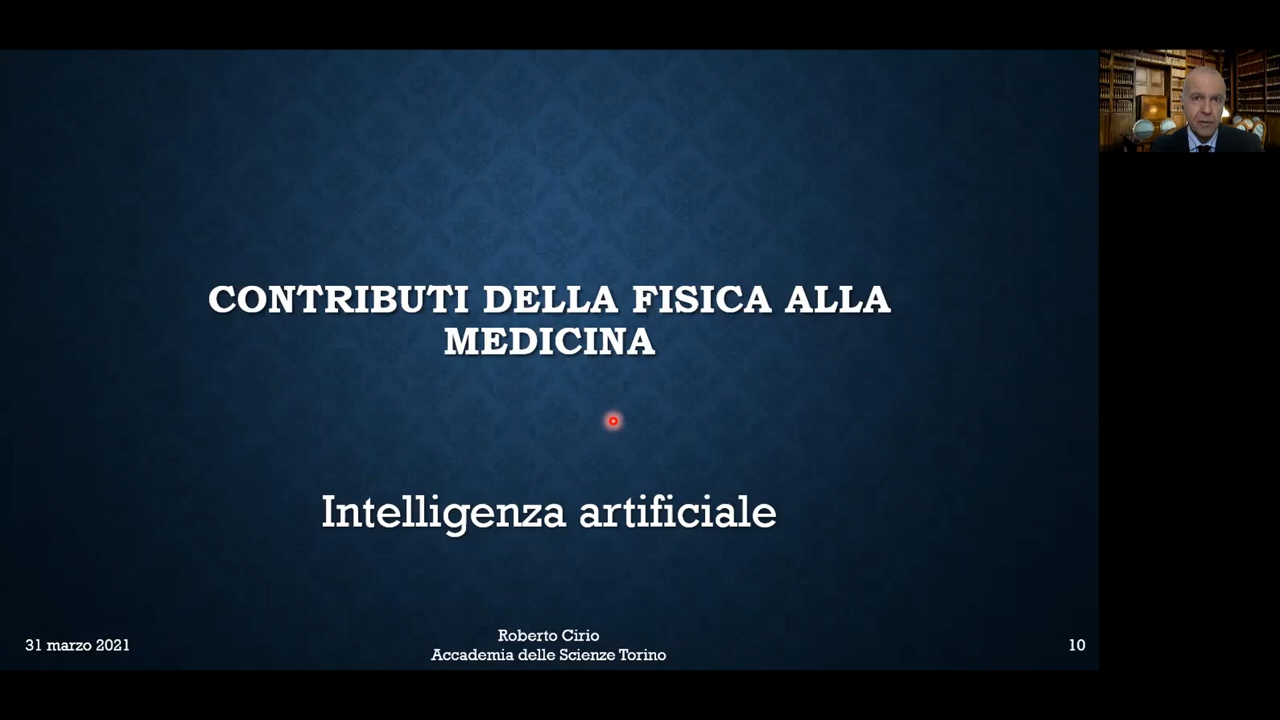 CONTRIBUTI DELLA FISICA ALLA
MEDICINA
Intelligenza artificiale
31 marzo 2021
Roberto Cirio
Accademia delle Scienze Torino
10